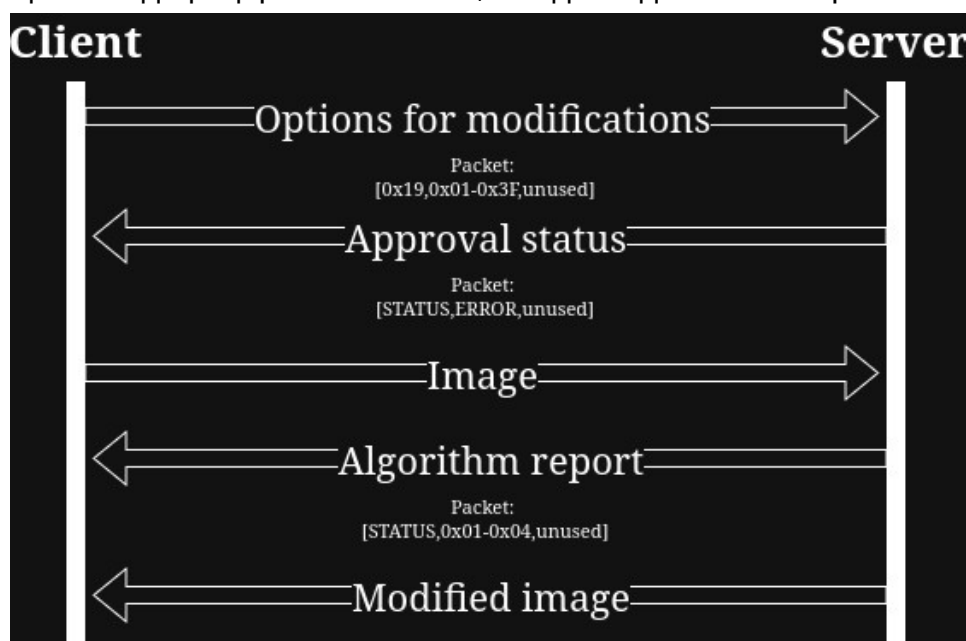 Client
Server
Options for modifications
Packet:
[0x19,0x01-0x3F,unused]
Approval status
Packet:
[STATUS,ERROR,unused]
Image
Algorithm report
Packet:
[STATUS,0x01-0x04,unused]
Modified image